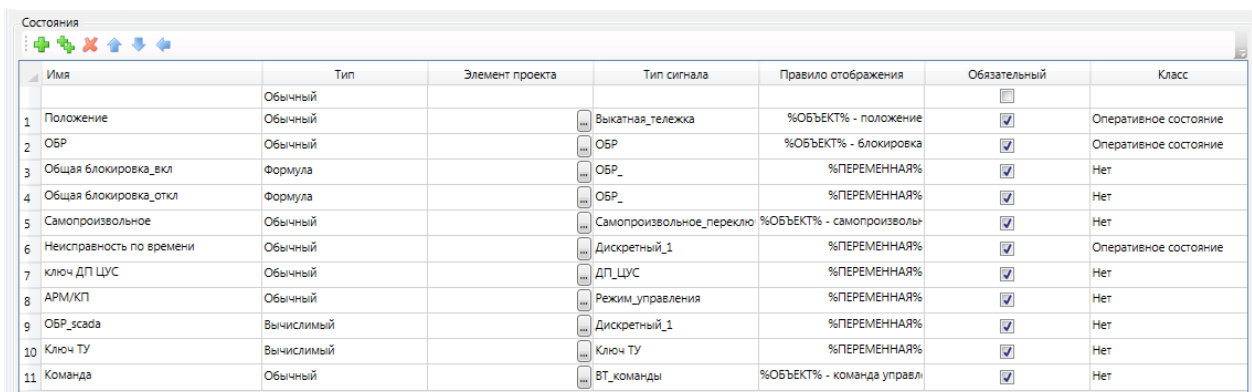 Состояния
Имя Тип Элемент проекта Тип сигнала Правило отображения Обязательный Класс
Обычный
1 Положение Обычный ... Выкатная_тележка %ОБЪЕКТ% - положение Оперативное состояние
2 ОБР Обычный ... ОБР %ОБЪЕКТ% - блокировка Оперативное состояние
3 Общая блокировка_вкл Формула ... ОБР_ %ПЕРЕМЕННАЯ% Нет
4 Общая блокировка_откл Формула ... ОБР_ %ПЕРЕМЕННАЯ% Нет
5 Самопроизвольное Обычный ... Самопроизвольное_переклю %ОБЪЕКТ% - самопроизволь Нет
6 Неисправность по времени Обычный ... Дискретный_1 %ПЕРЕМЕННАЯ% Оперативное состояние
7 ключ ДП ЦУС Обычный ... ДП_ЦУС %ПЕРЕМЕННАЯ% Нет
8 АРМ/КП Обычный ... Режим_управления %ПЕРЕМЕННАЯ% Нет
9 ОБР_scada Вычислимый ... Дискретный_1 %ПЕРЕМЕННАЯ% Нет
10 Ключ ТУ Вычислимый ... Ключ ТУ %ПЕРЕМЕННАЯ% Нет
11 Команда Обычный ... ВТ_команды %ОБЪЕКТ% - команда управл Нет